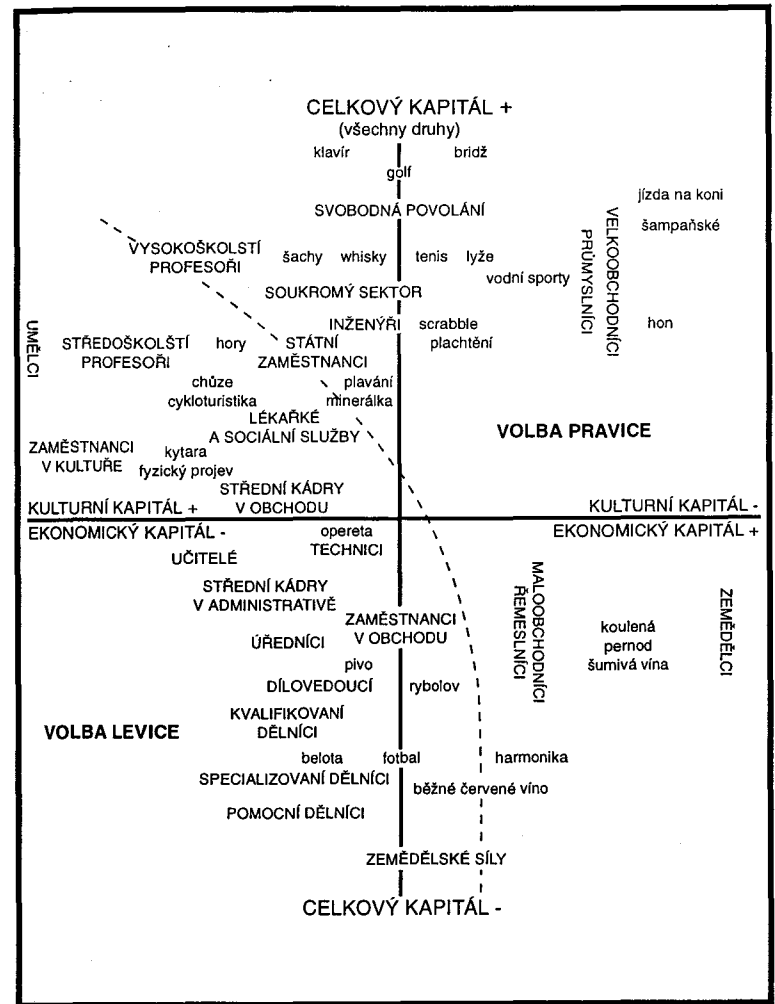 CELKOVÝ KAPITÁL +
(všechny druhy)
klavír
bridž
golf
jízda na koni
SVOBODNÁ POVOLÁNÍ
šampaňské
VELKOOBCHODNÍCI
PRŮMYSLNÍCI
VYSOKOŠKOLSTÍ
PROFESOŘI
šachy
whisky
tenis
lyže
vodní sporty
SOUKROMÝ SEKTOR
UMĚLCI
INŽENÝŘI
scrabble
hon
STŘEDOŠKOLŠTÍ
PROFESOŘI
hory
STÁTNÍ
ZAMĚSTNANCI
plachtění
chůze
plavání
cykloturistika
minerálka
LÉKAŘKÉ
A SOCIÁLNÍ SLUŽBY
VOLBA PRAVICE
ZAMĚSTNANCI
V KULTUŘE
kytara
fyzický projev
STŘEDNÍ KÁDRY
V OBCHODU
KULTURNÍ KAPITÁL +
KULTURNÍ KAPITÁL -
EKONOMICKÝ KAPITÁL -
EKONOMICKÝ KAPITÁL +
opereta
TECHNICI
UČITELÉ
STŘEDNÍ KÁDRY
V ADMINISTRATIVĚ
MALOOBCHODNÍCI
ŘEMESLNÍCI
ZEMĚDĚLCI
ZAMĚSTNANCI
V OBCHODU
koulená
pernod
šumivá vína
ÚŘEDNÍCI
pivo
DÍLOVEDOUCÍ
rybolov
KVALIFIKOVANÍ
DĚLNÍCI
VOLBA LEVICE
belota
fotbal
harmonika
SPECIALIZOVANÍ DĚLNÍCI
běžné červené víno
POMOCNÍ DĚLNÍCI
ZEMĚDĚLSKÉ SÍLY
CELKOVÝ KAPITÁL -